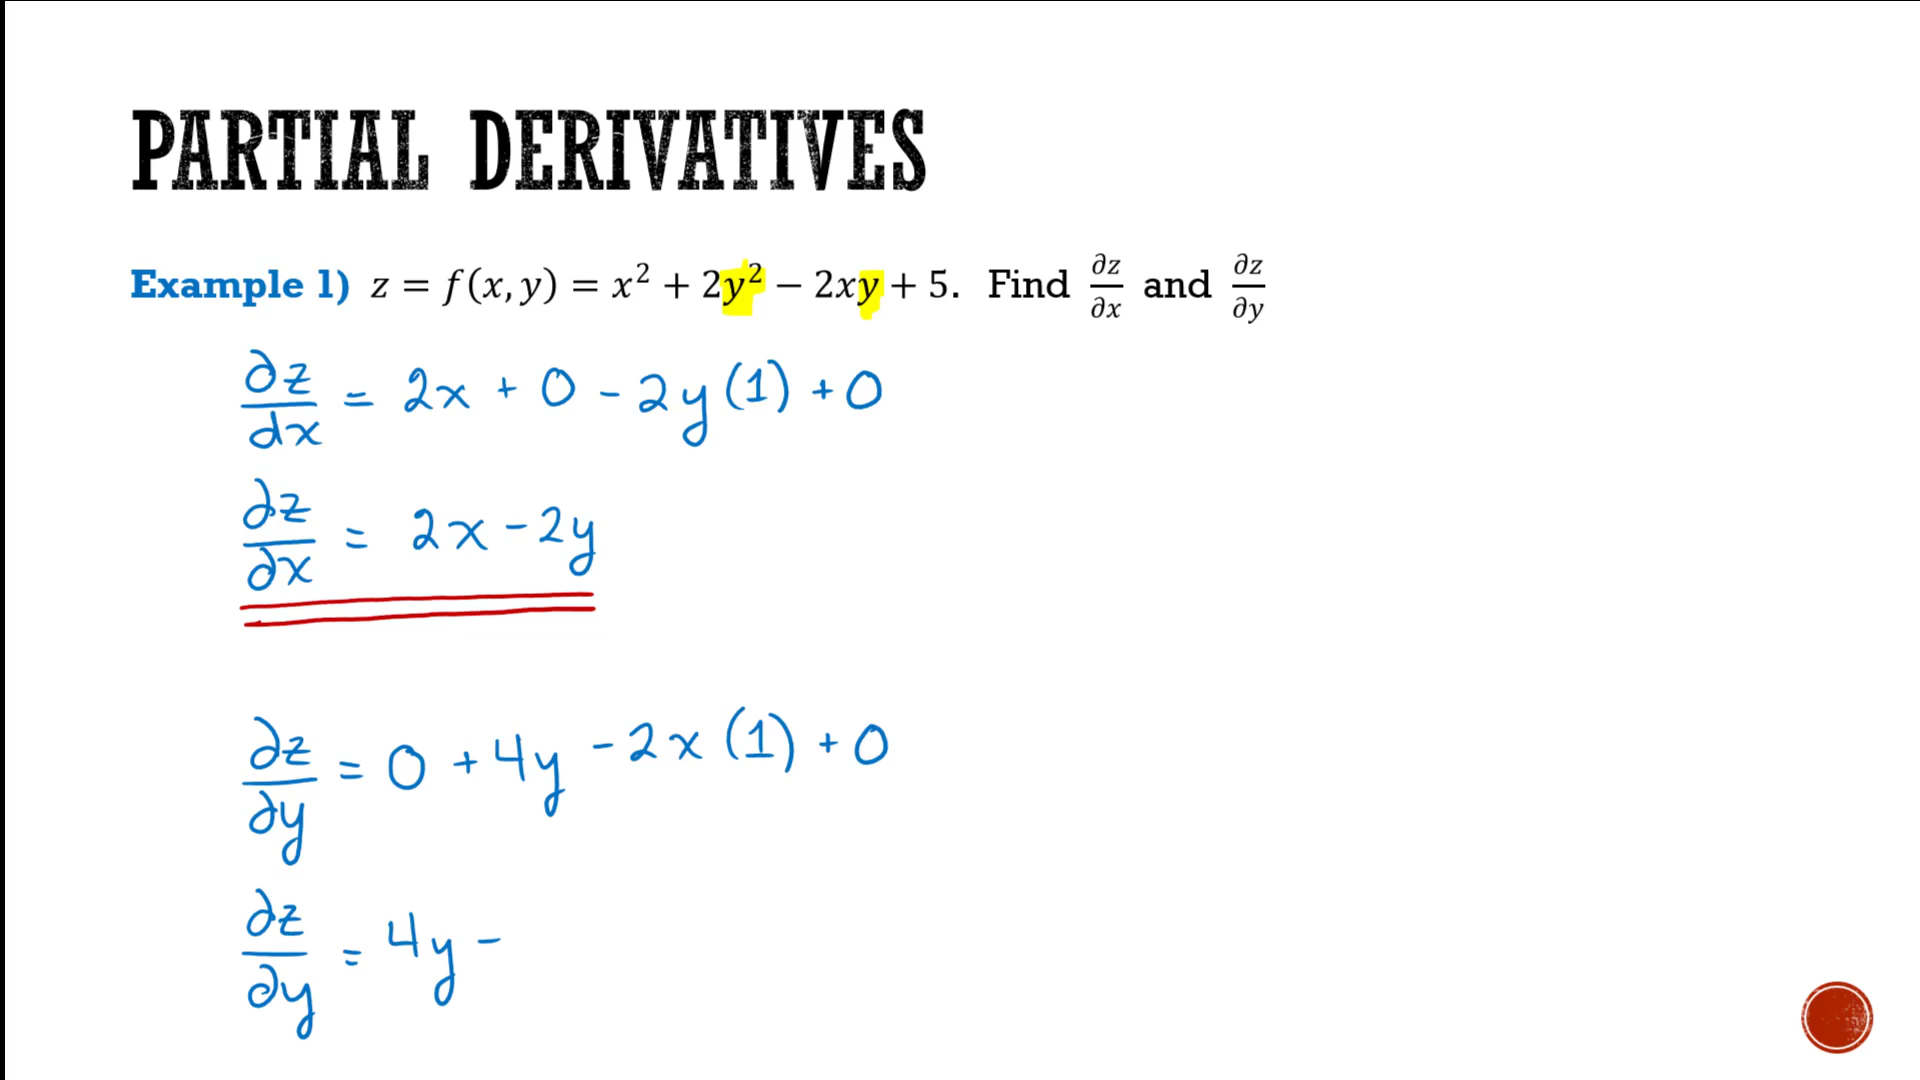 PARTIAL DERIVATIVES
Example 1) z = f(x, y) = x² + 2y² − 2xy + 5. Find ∂z/∂x and ∂z/∂y
∂z/dx = 2x + 0 − 2y(1) + 0
∂z/∂x = 2x − 2y
∂z/∂y = 0 + 4y − 2x(1) + 0
∂z/∂y = 4y −